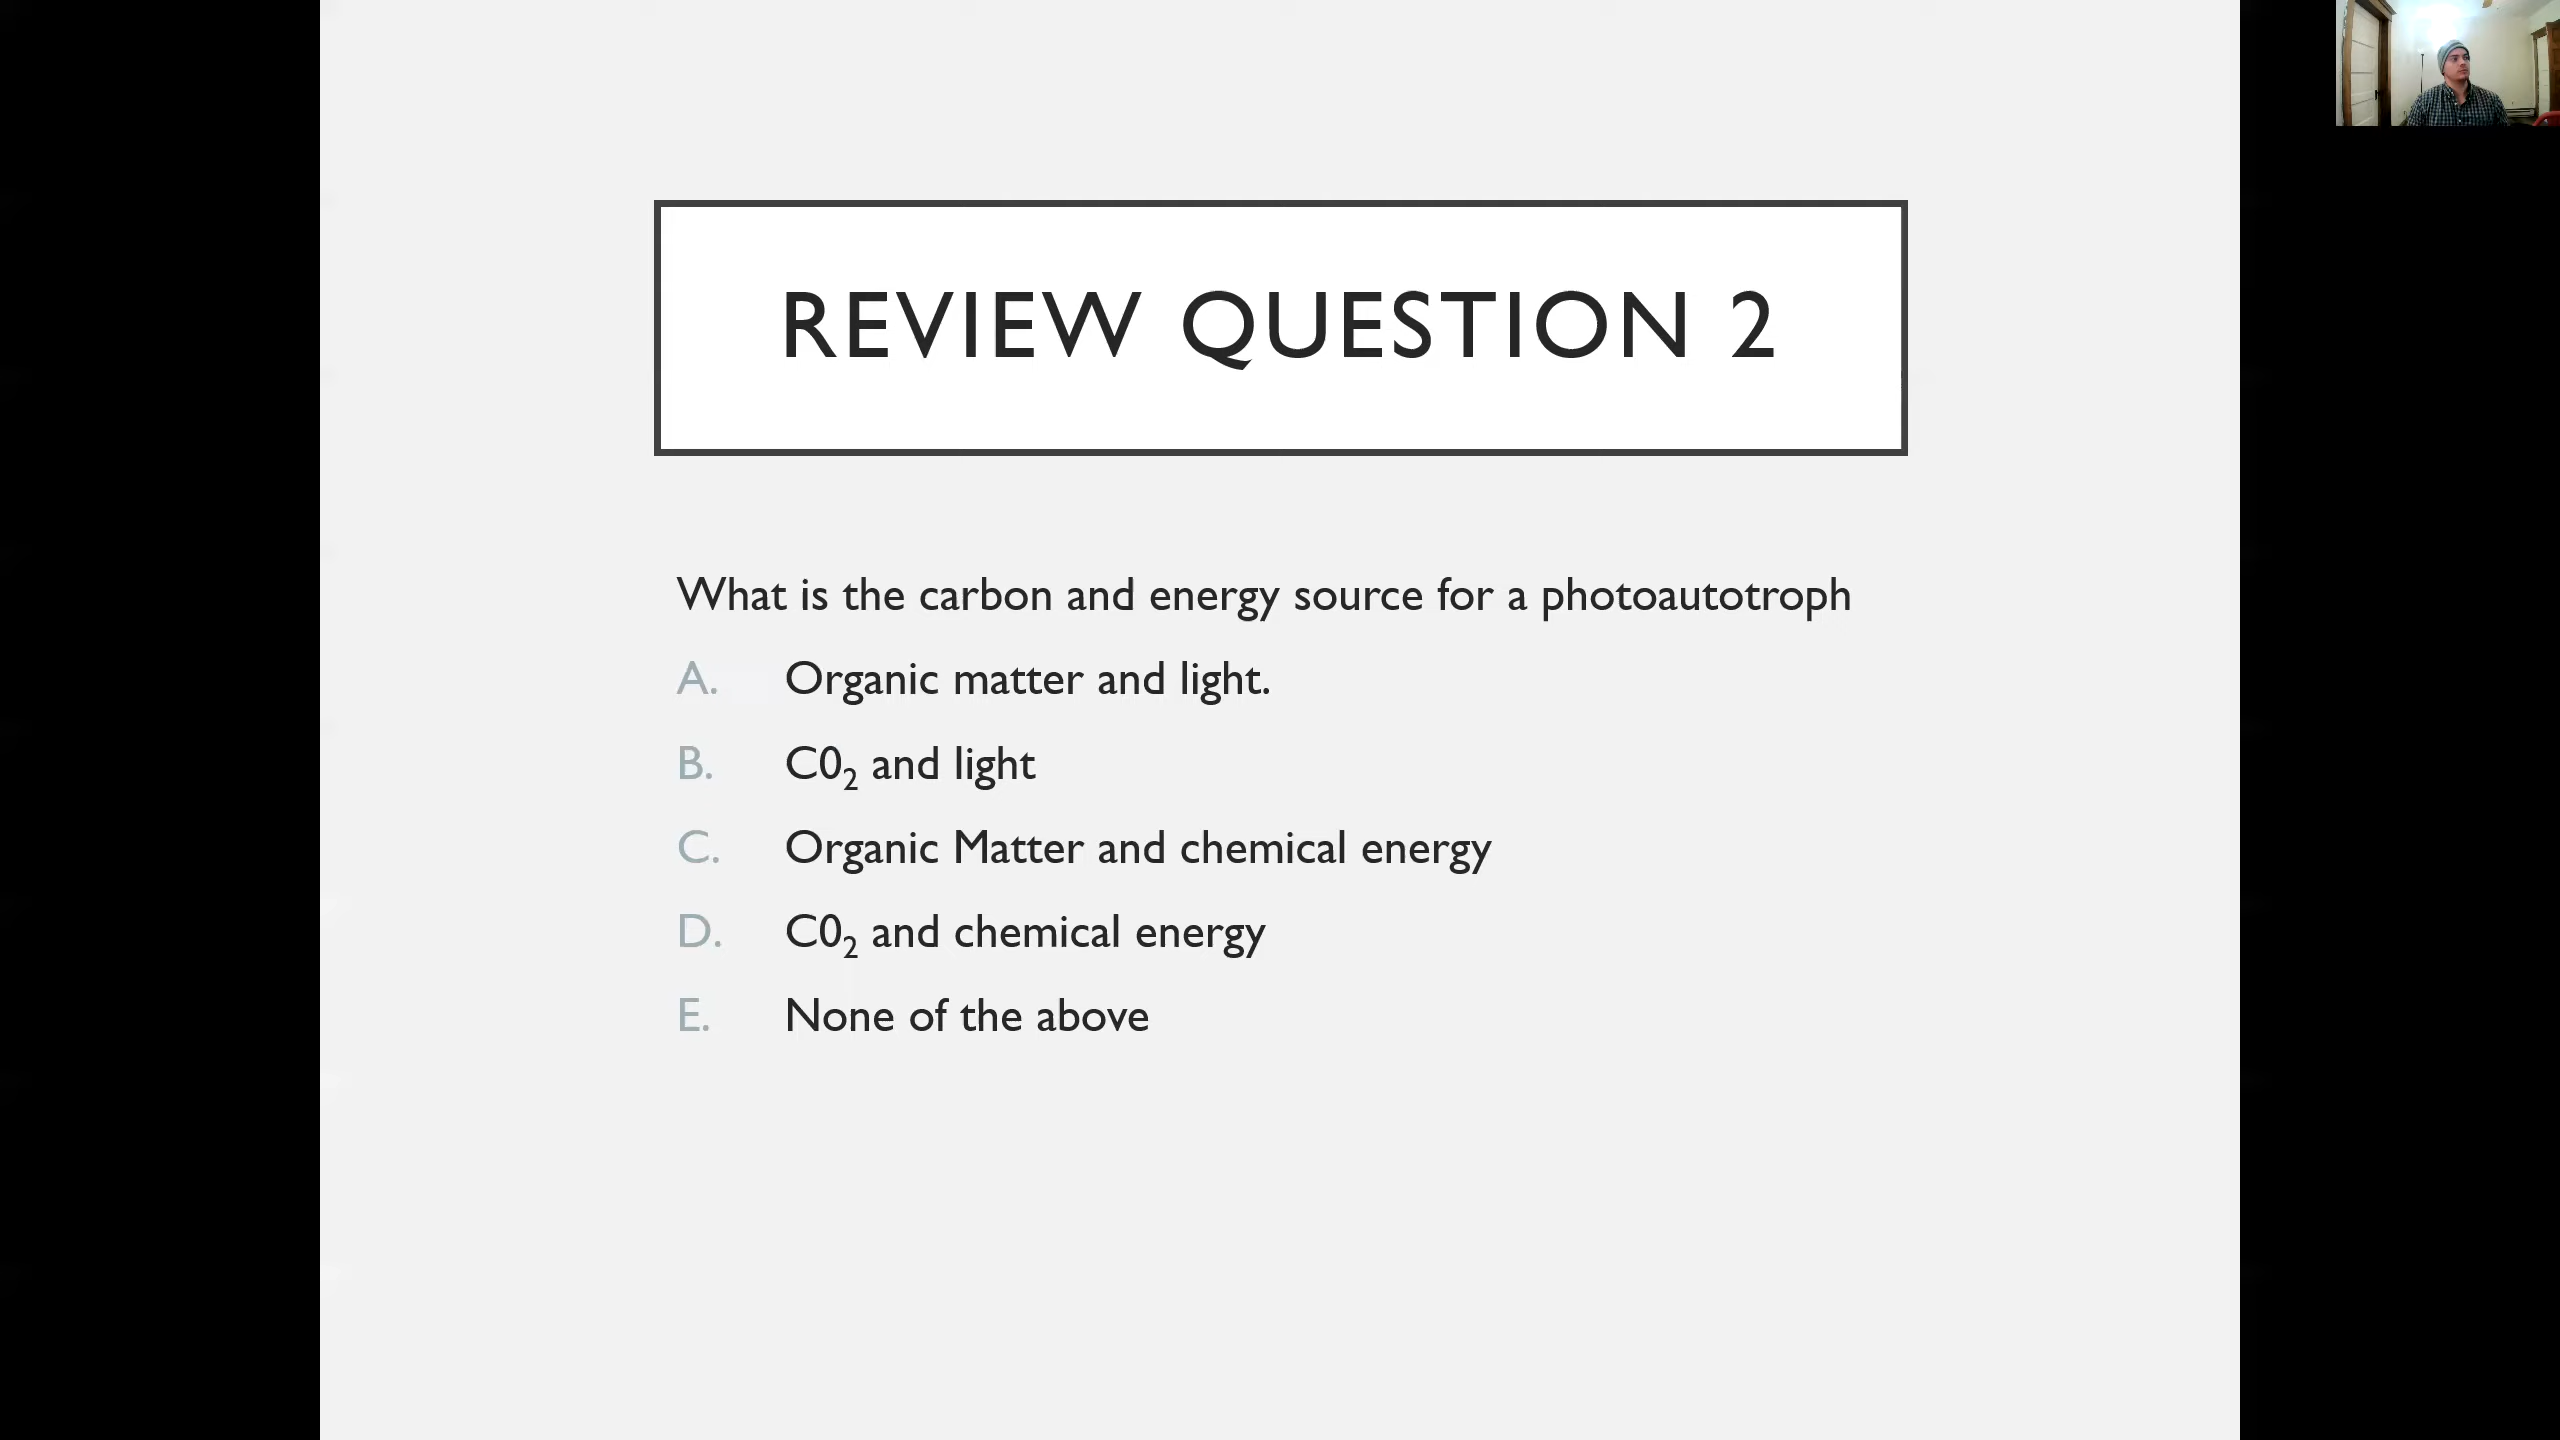 REVIEW QUESTION 2
What is the carbon and energy source for a photoautotroph
A. Organic matter and light.
B. C0₂ and light
C. Organic Matter and chemical energy
D. C0₂ and chemical energy
E. None of the above